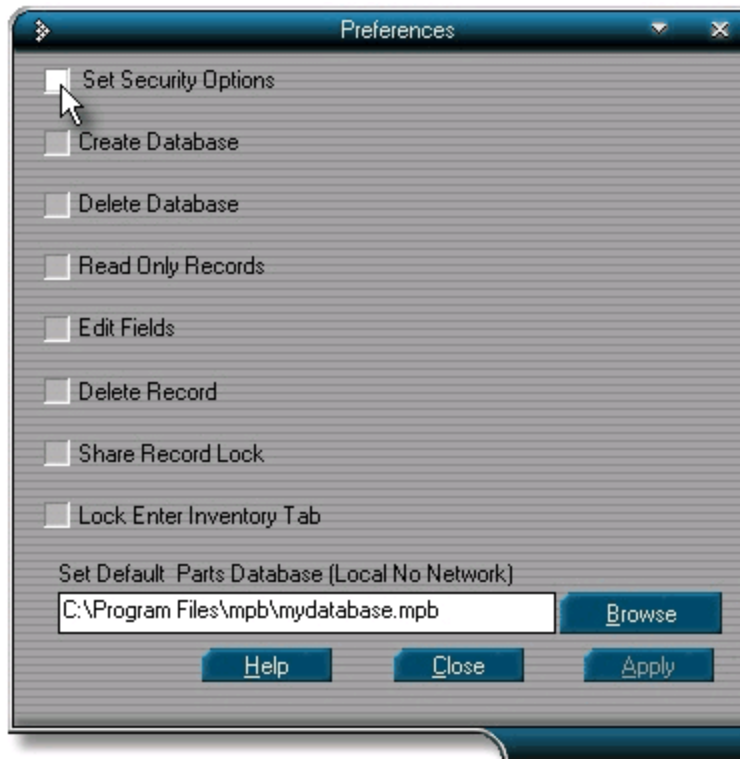 Preferences
Set Security Options
Create Database
Delete Database
Read Only Records
Edit Fields
Delete Record
Share Record Lock
Lock Enter Inventory Tab
Set Default  Parts Database (Local No Network)
C:\Program Files\mpb\mydatabase.mpb Browse
Help Close Apply